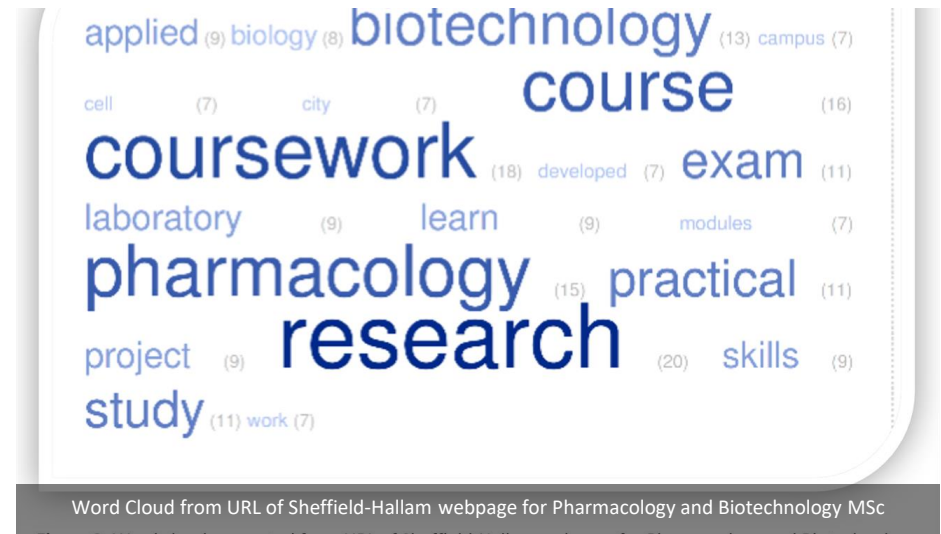 applied (9) biology (8) biotechnology (13) campus (7)
cell (7) city (7) course (16)
coursework (18) developed (7) exam (11)
laboratory (9) learn (9) modules (7)
pharmacology (15) practical (11)
project (9) research (20) skills (9)
study (11) work (7)
Word Cloud from URL of Sheffield-Hallam webpage for Pharmacology and Biotechnology MSc